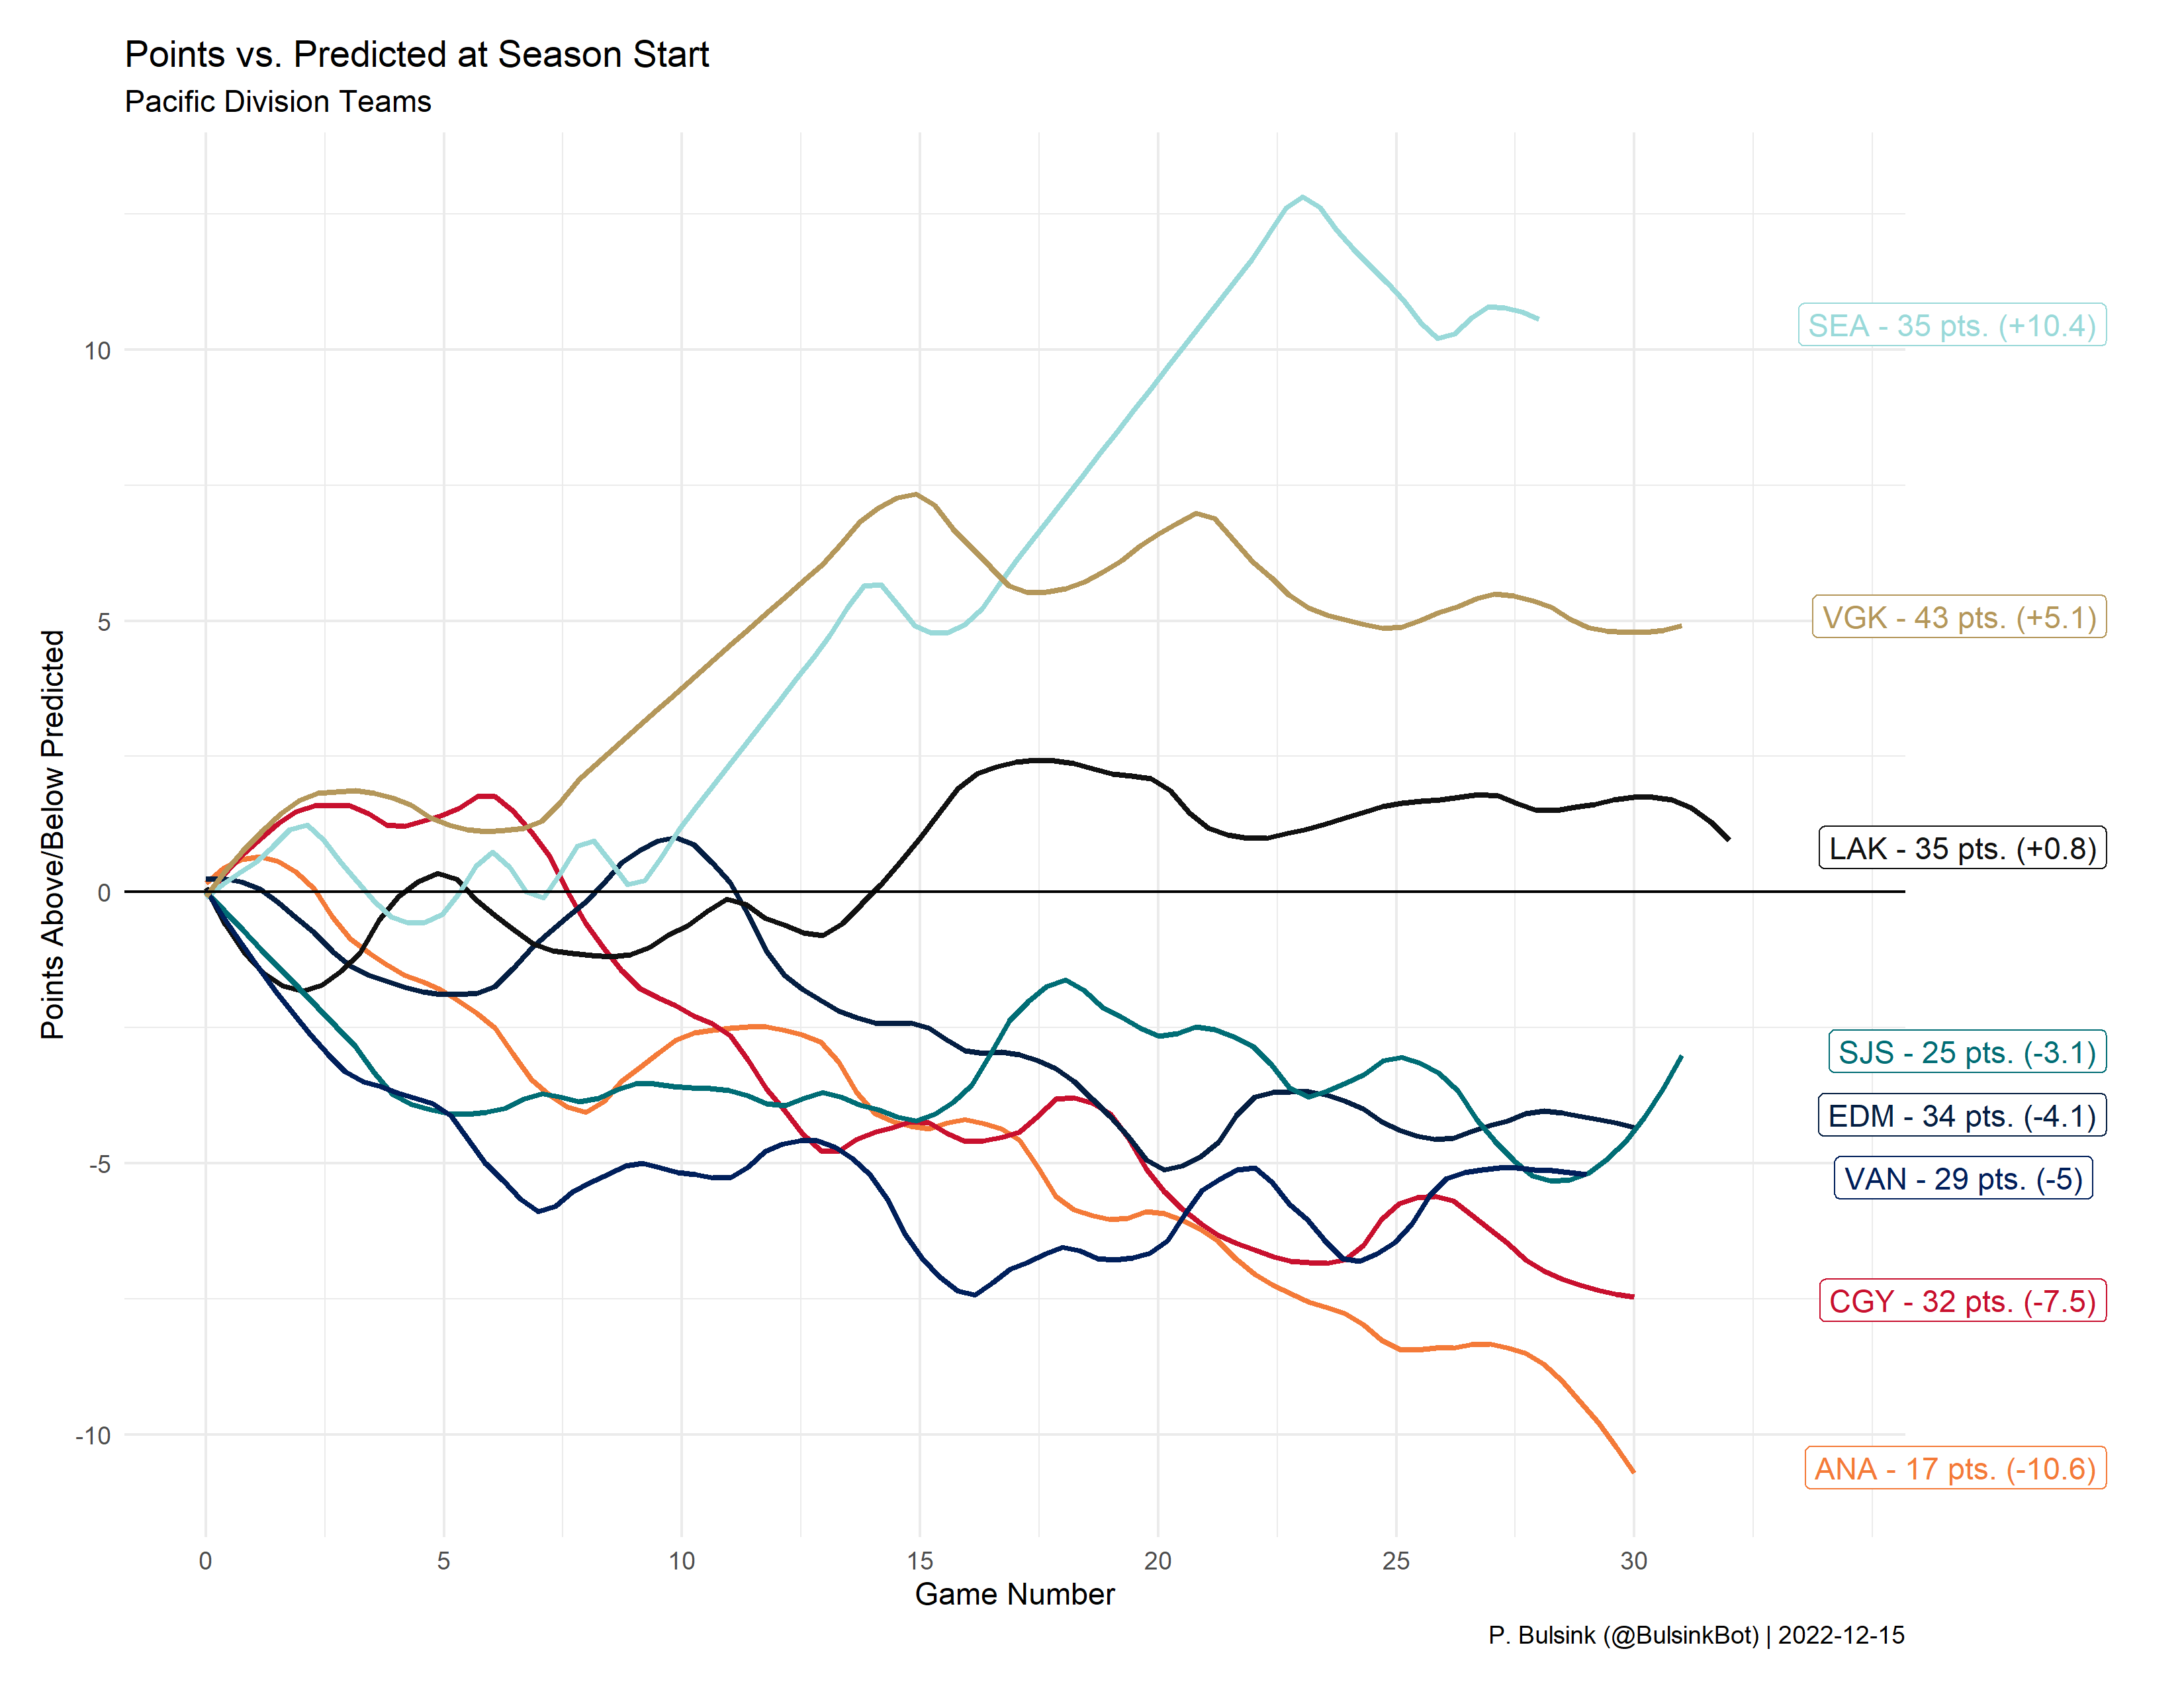 Points vs. Predicted at Season Start
Pacific Division Teams
Points Above/Below Predicted
10
5
0
-5
-10
SEA - 35 pts. (+10.4)
VGK - 43 pts. (+5.1)
LAK - 35 pts. (+0.8)
SJS - 25 pts. (-3.1)
EDM - 34 pts. (-4.1)
VAN - 29 pts. (-5)
CGY - 32 pts. (-7.5)
ANA - 17 pts. (-10.6)
0 5 10 15 20 25 30
Game Number
P. Bulsink (@BulsinkBot) | 2022-12-15